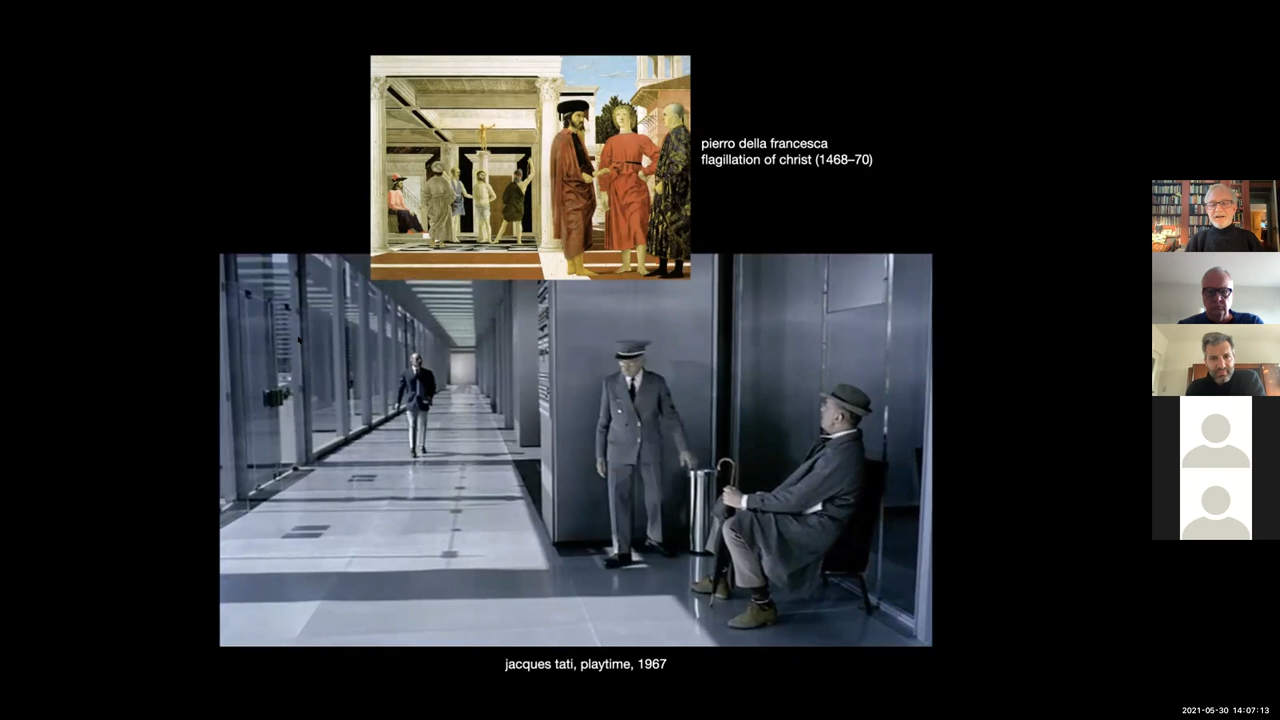 pierro della francesca
flagillation of christ (1468–70)
jacques tati, playtime, 1967
2021-05-30 14:07:13